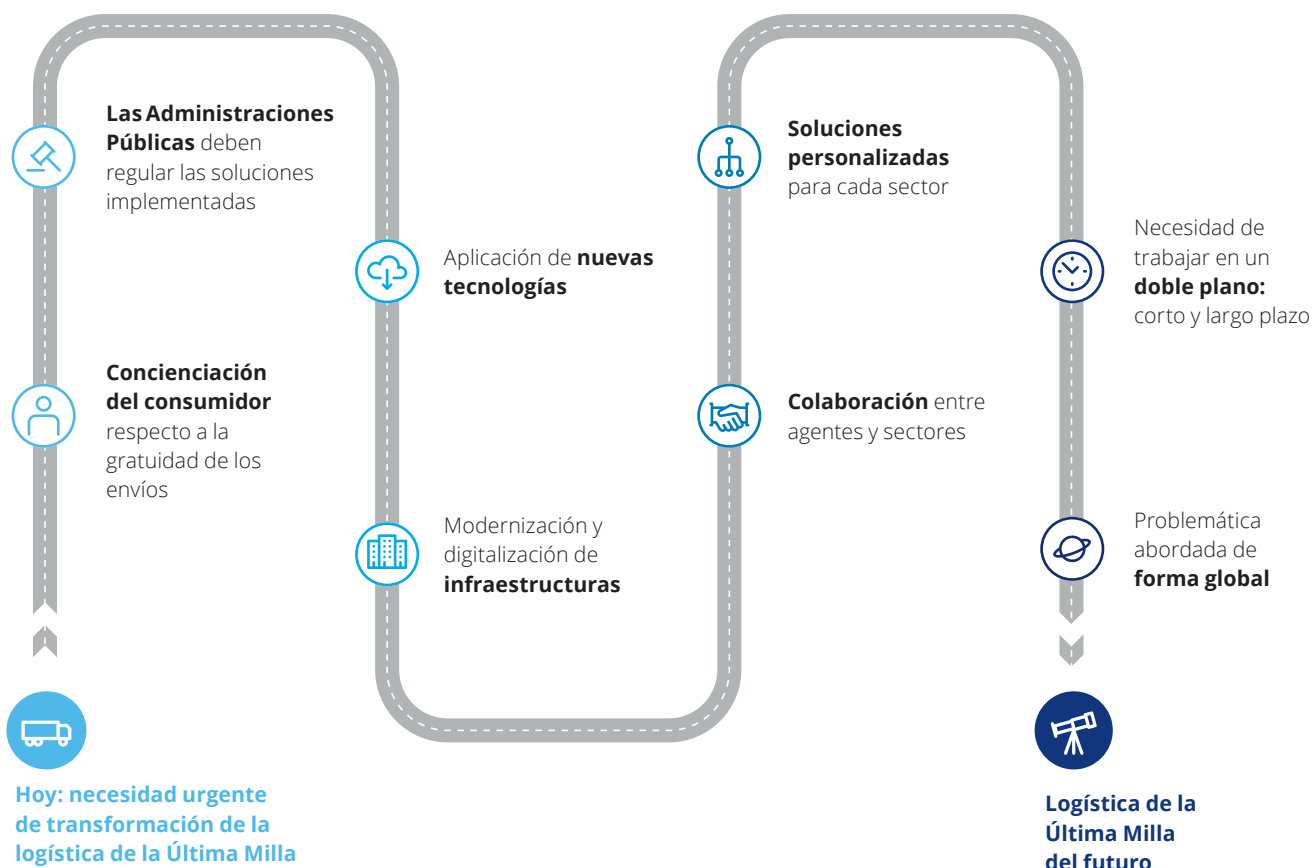 Las Administraciones
Públicas deben
regular las soluciones
implementadas
Concienciación
del consumidor
respecto a la
gratuidad de los
envíos
Hoy: necesidad urgente
de transformación de la
logística de la Última Milla
Aplicación de nuevas
tecnologías
Modernización y
digitalización de
infraestructuras
Soluciones
personalizadas
para cada sector
Colaboración entre
agentes y sectores
Necesidad de
trabajar en un
doble plano:
corto y largo plazo
Problemática
abordada de
forma global
Logística de la
Última Milla
del futuro